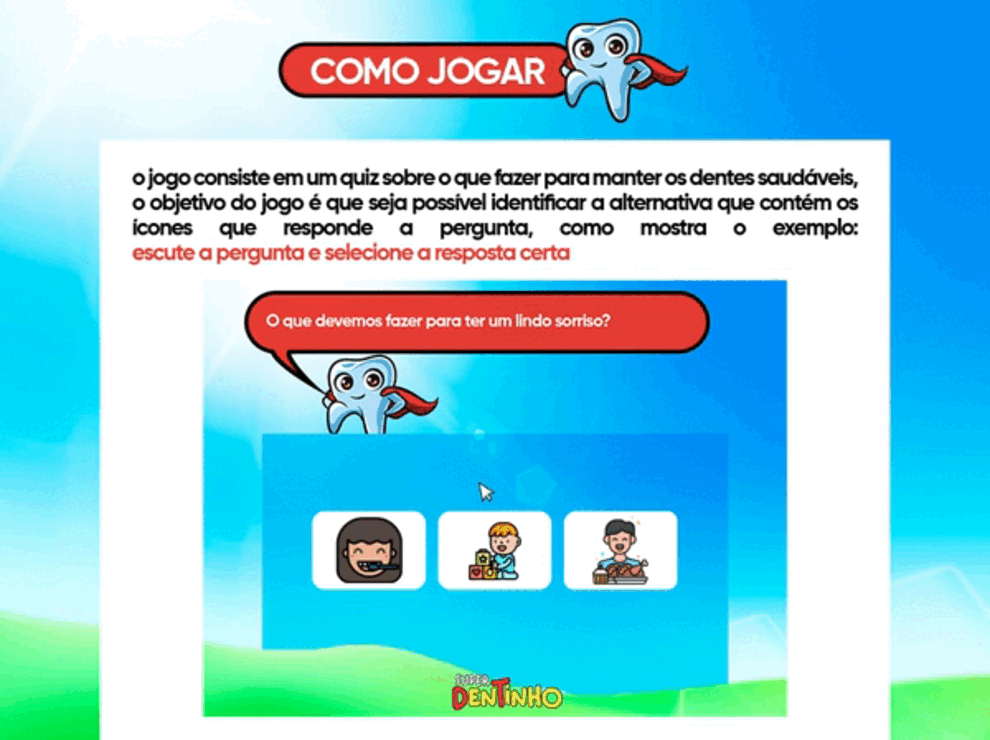 COMO JOGAR
o jogo consiste em um quiz sobre o que fazer para manter os dentes saudáveis,
o objetivo do jogo é que seja possível identificar a alternativa que contém os
ícones que responde a pergunta, como mostra o exemplo:
escute a pergunta e selecione a resposta certa
O que devemos fazer para ter um lindo sorriso?
SUPER
DENTINHO